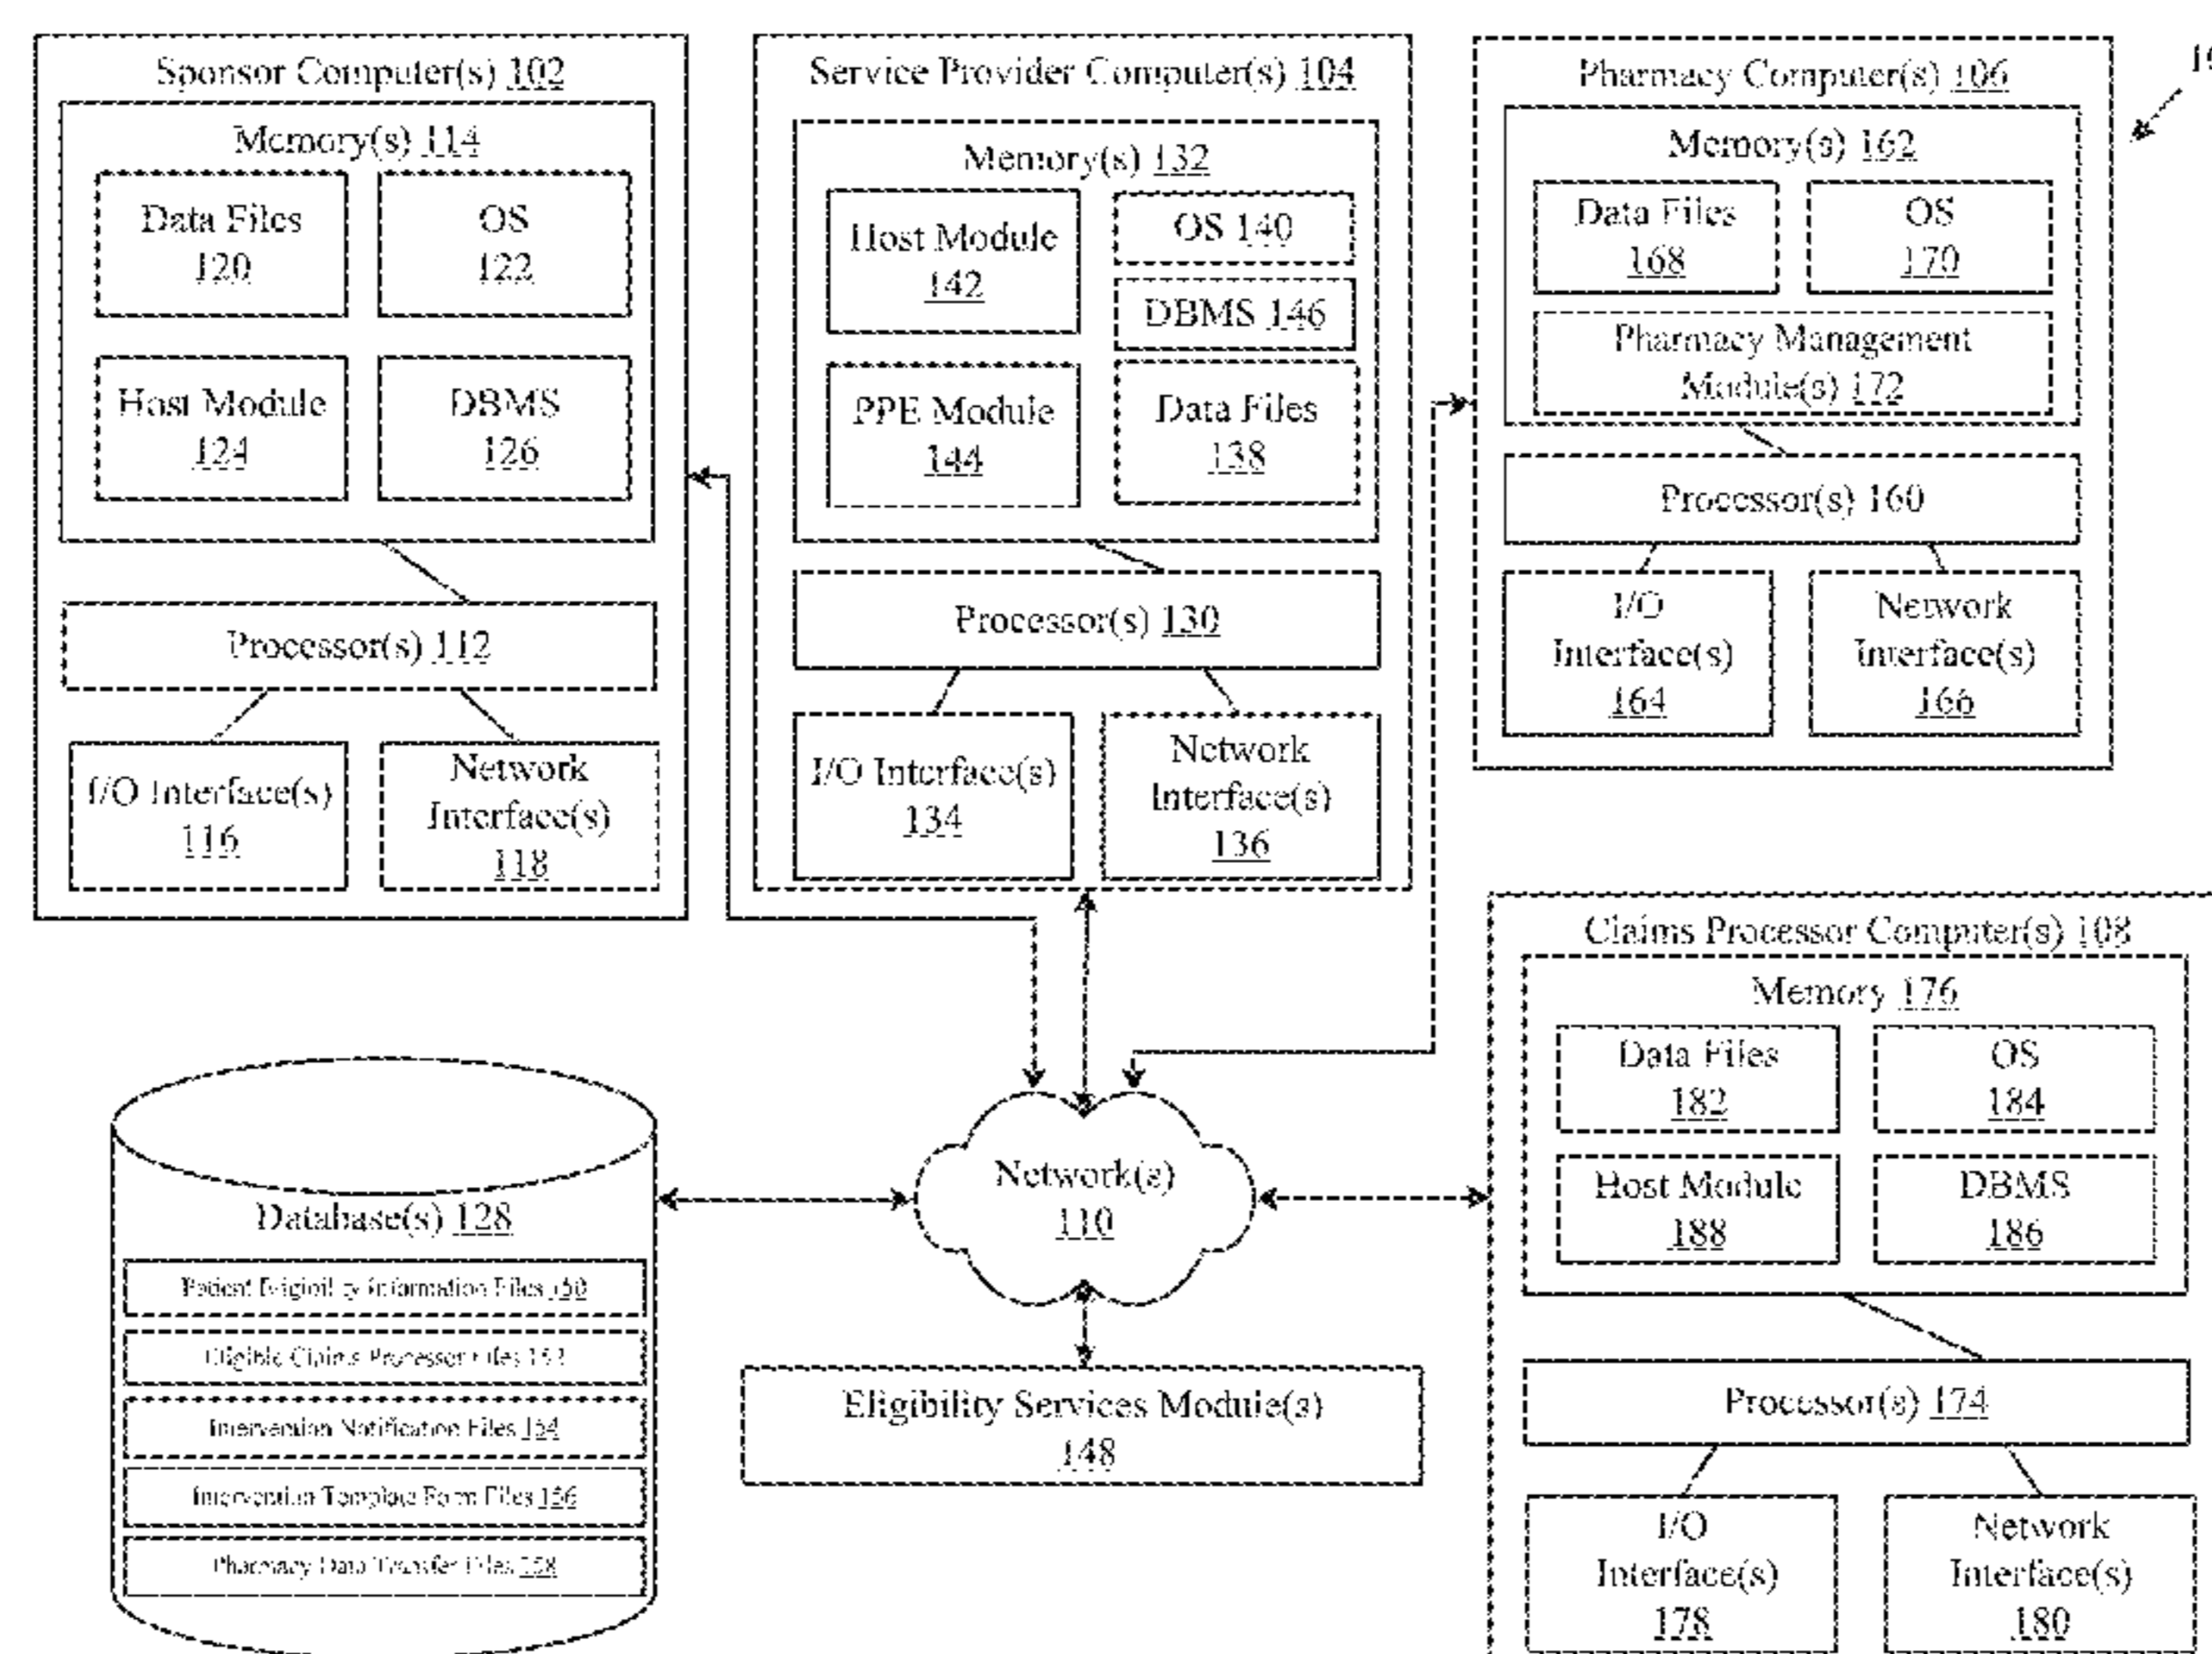 Sponsor Computer(s) 102
Memory(s) 114
Data Files
120
OS
122
Host Module
124
DBMS
126
Processor(s) 112
I/O Interface(s)
116
Network
Interface(s)
118
Service Provider Computer(s) 104
Memory(s) 132
Host Module
142
OS 140
DBMS 146
PPE Module
144
Data Files
138
Processor(s) 130
I/O Interface(s)
134
Network
Interface(s)
136
Pharmacy Computer(s) 106
Memory(s) 162
Data Files
168
OS
170
Pharmacy Management
Module(s) 172
Processor(s) 160
I/O
Interface(s)
164
Network
Interface(s)
166
Claims Processor Computer(s) 108
Memory 176
Data Files
182
OS
184
Host Module
188
DBMS
186
Processor(s) 174
I/O
Interface(s)
178
Network
Interface(s)
180
Network(s)
110
Eligibility Services Module(s)
148
Database(s) 128
Patient Eligibility Information Files 150
Eligible Claims Processor Files 152
Intervention Notification Files 154
Intervention Template Form Files 156
Pharmacy Data Transfer Files 158